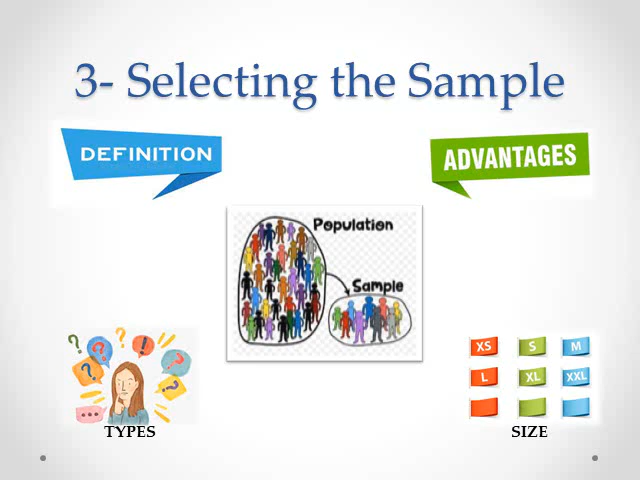 3- Selecting the Sample
DEFINITION
ADVANTAGES
Population
Sample
? ? ? ! ? ? ?
XS S M
L XL XXL
TYPES
SIZE